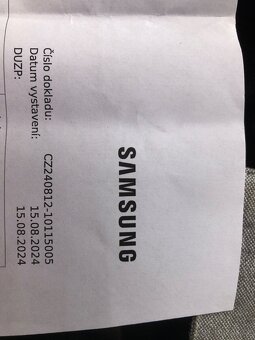 SAMSUNG
Číslo dokladu: CZ240812-10115005
Datum vystavení: 15.08.2024
DUZP: 15.08.2024